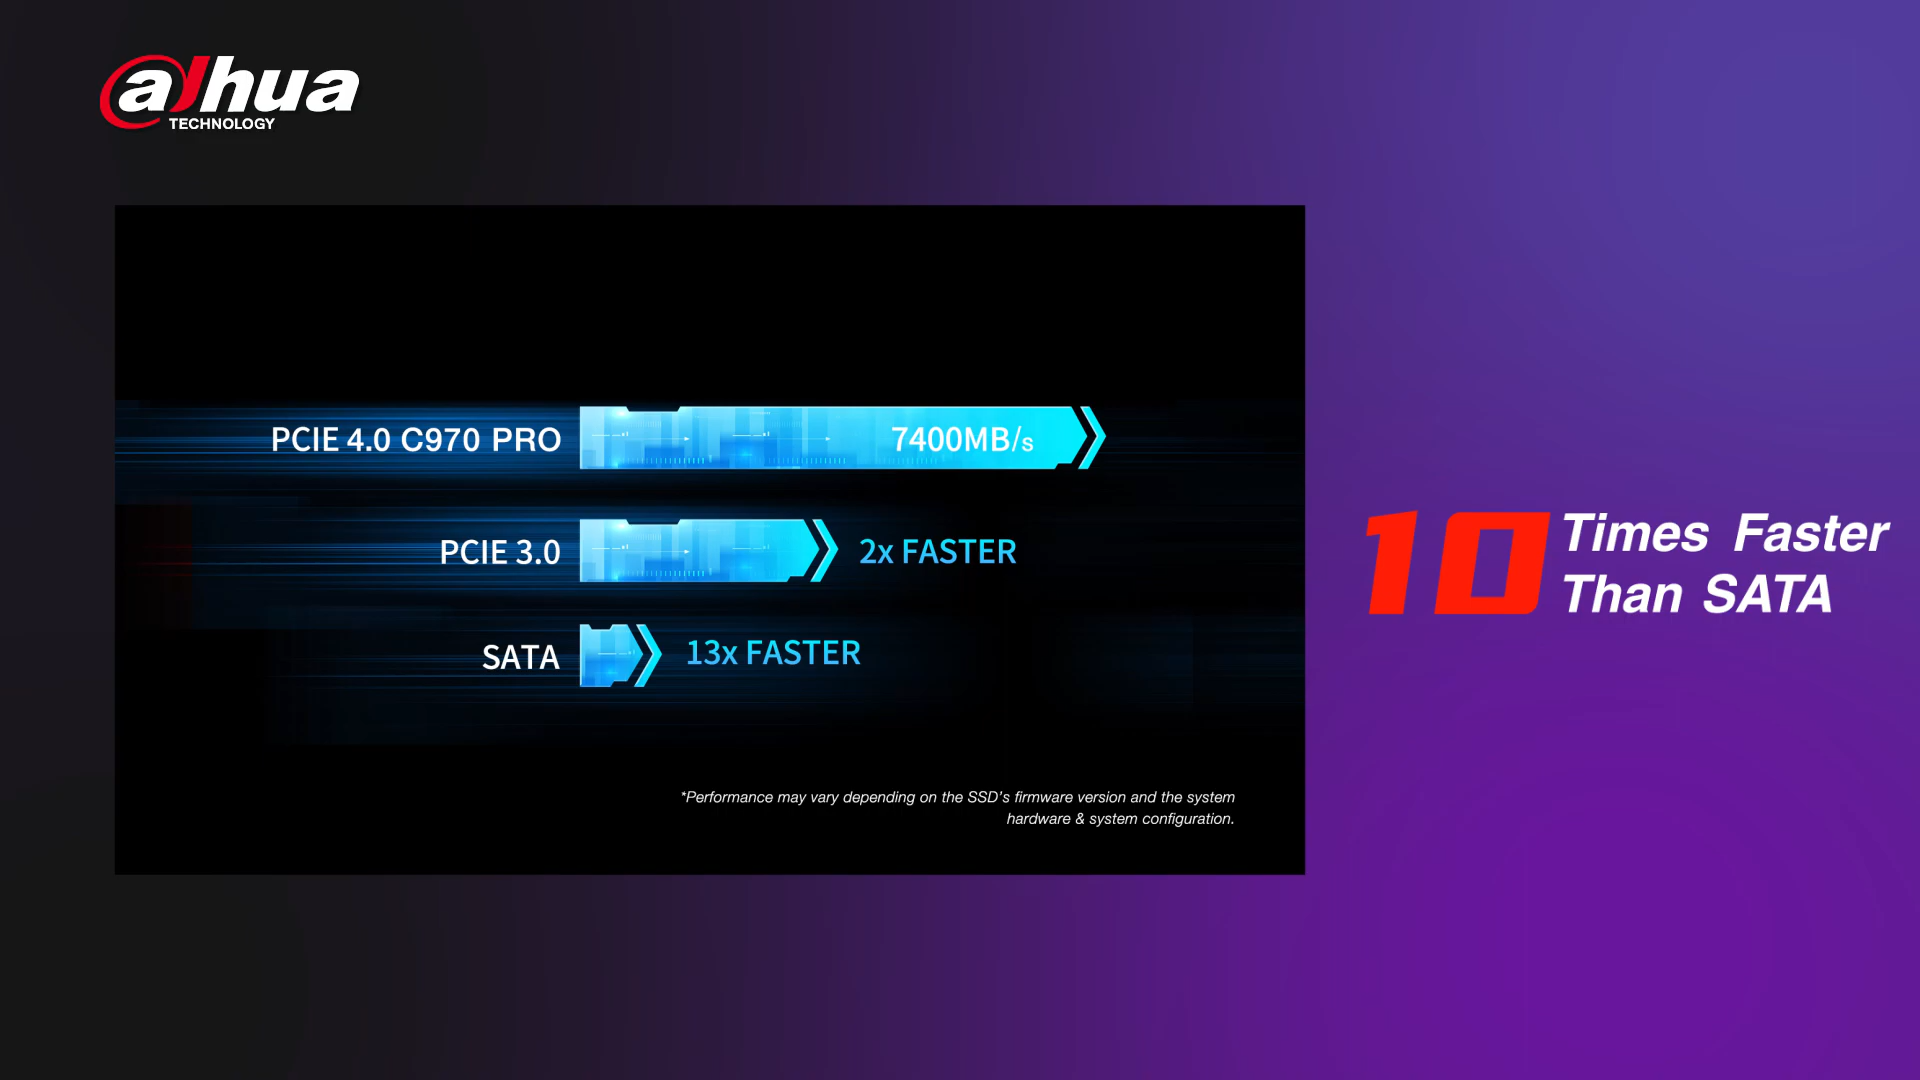 alhua
TECHNOLOGY
PCIE 4.0 C970 PRO
7400MB/s
PCIE 3.0
2x FASTER
SATA
13x FASTER
*Performance may vary depending on the SSD's firmware version and the system
hardware & system configuration.
10 Times Faster
Than SATA